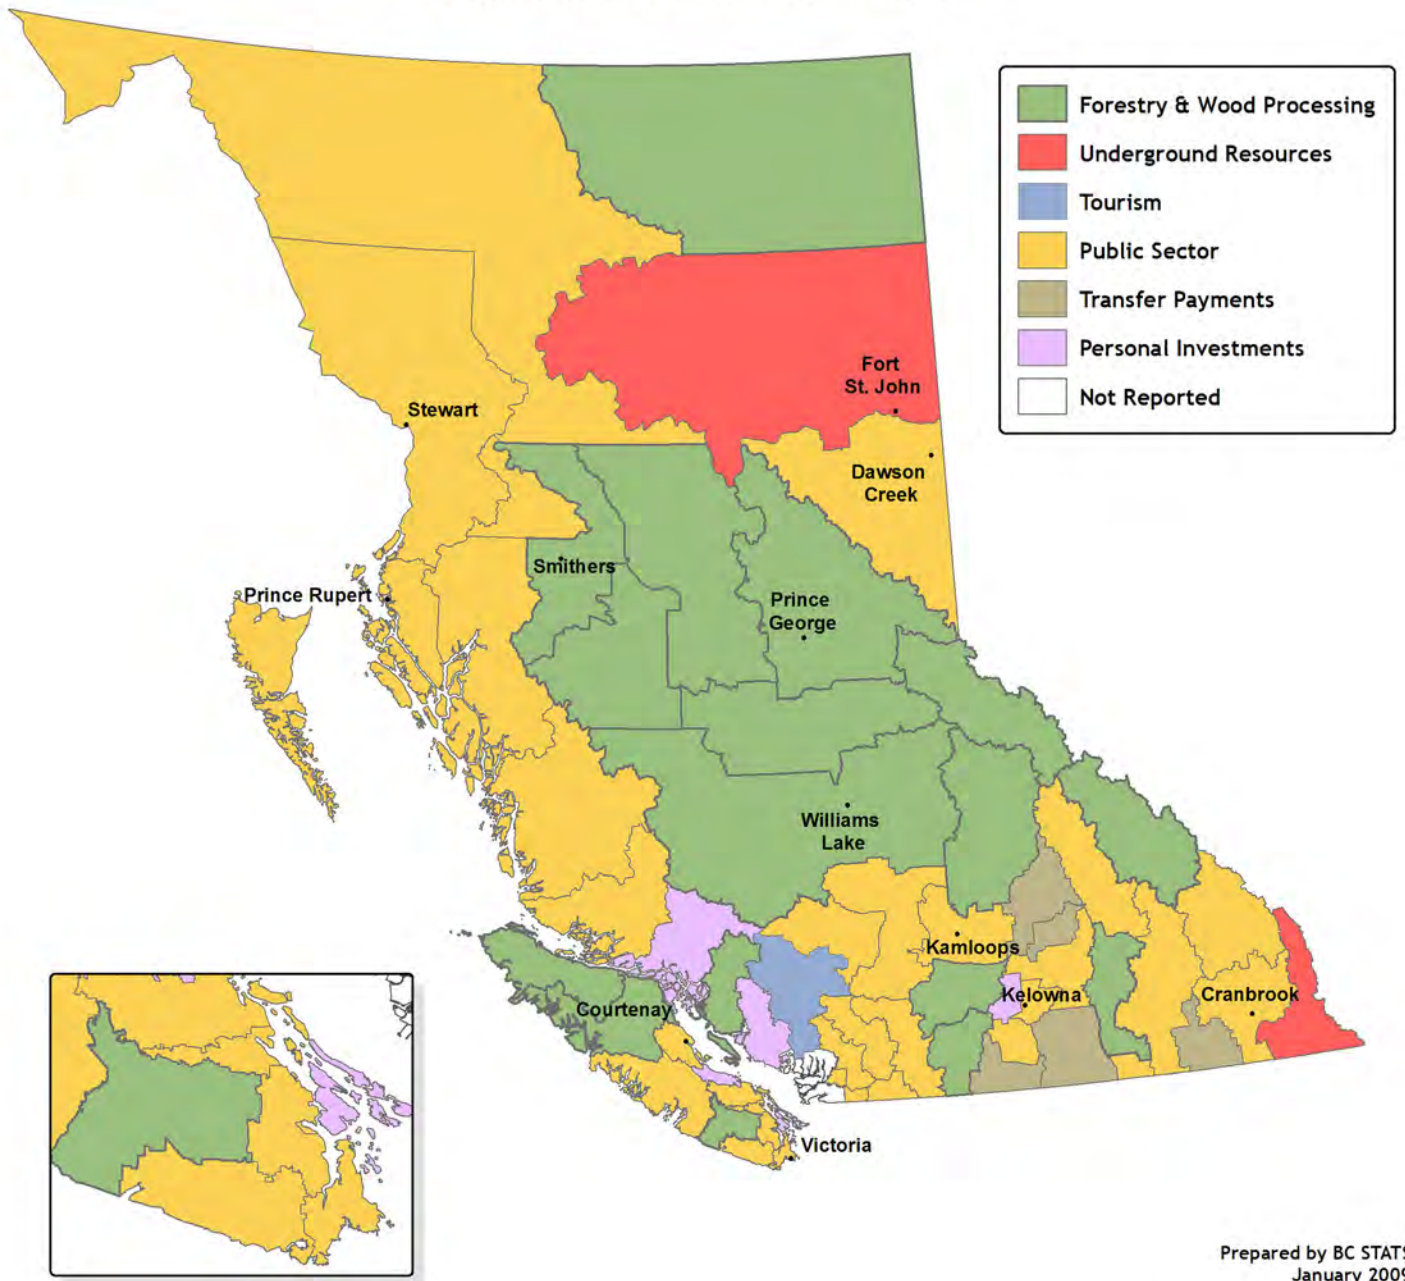 Forestry & Wood Processing
Underground Resources
Tourism
Public Sector
Transfer Payments
Personal Investments
Not Reported
Fort
St. John
Stewart
Dawson
Creek
Smithers
Prince Rupert
Prince
George
Williams
Lake
Kamloops
Kelowna
Cranbrook
Courtenay
Victoria
Prepared by BC STATS
January 2009